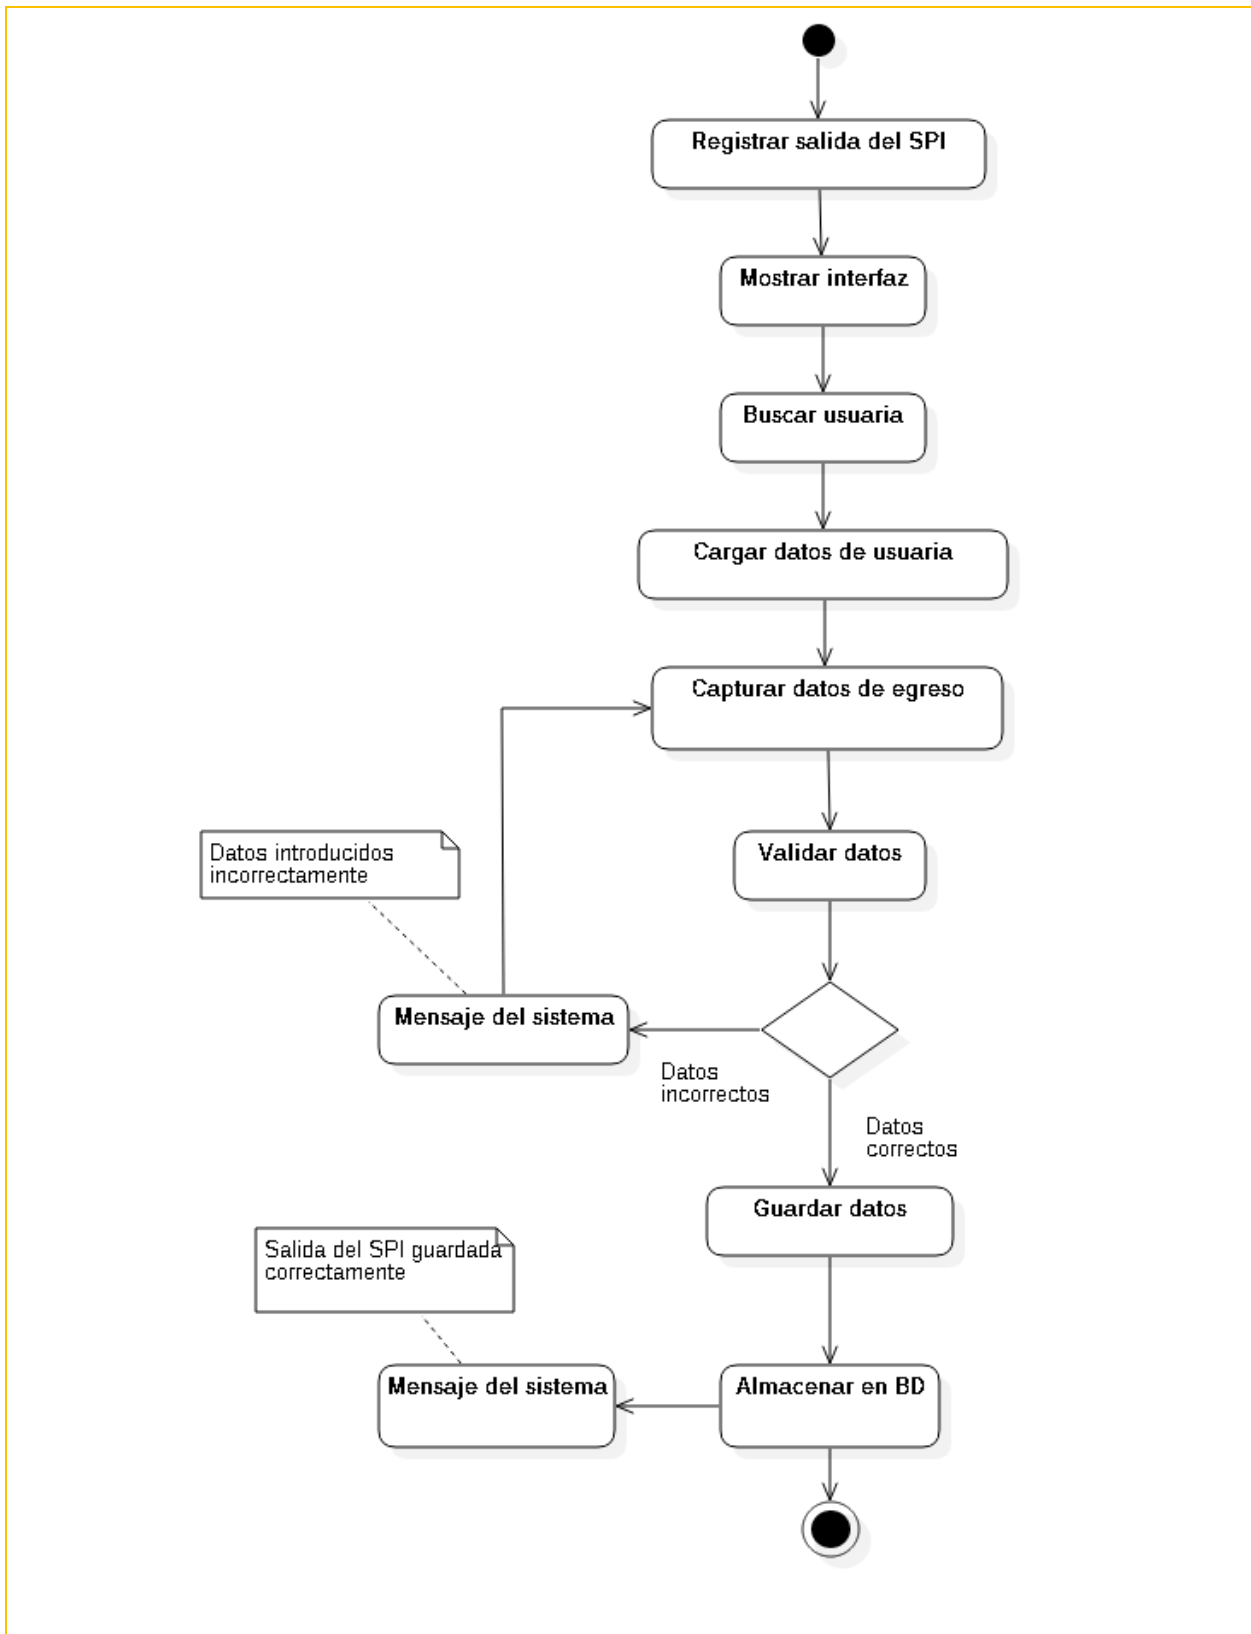 Registrar salida del SPI
Mostrar interfaz
Buscar usuaria
Cargar datos de usuaria
Capturar datos de egreso
Datos introducidos
incorrectamente
Validar datos
Mensaje del sistema
Datos
incorrectos
Datos
correctos
Guardar datos
Salida del SPI guardada
correctamente
Mensaje del sistema
Almacenar en BD